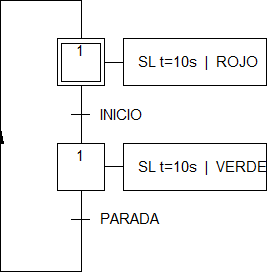 1
SL t=10s | ROJO
INICIO
1
SL t=10s | VERDE
PARADA